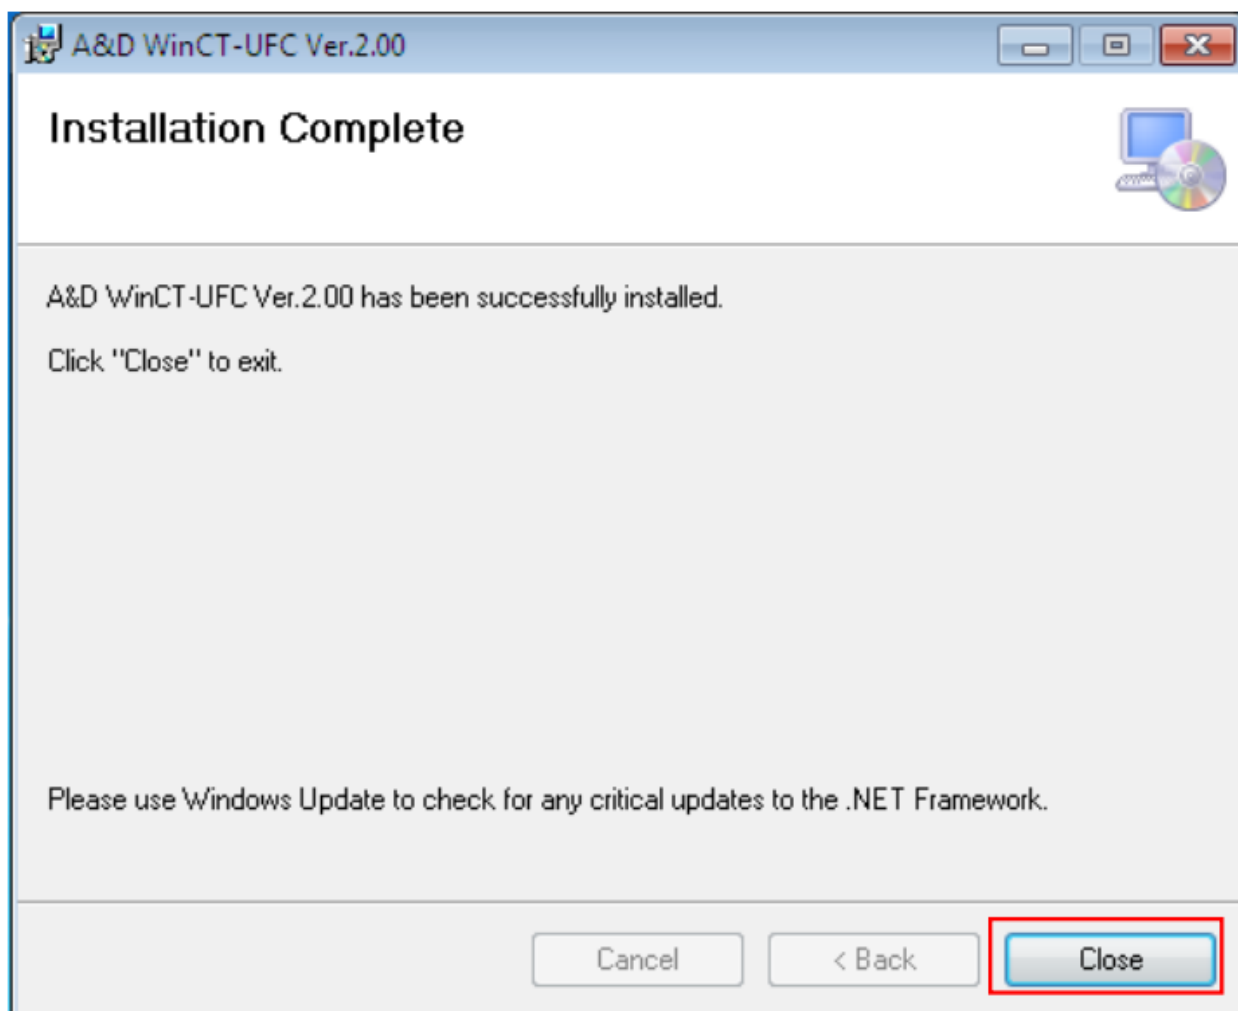 A&D WinCT-UFC Ver.2.00
Installation Complete
A&D WinCT-UFC Ver.2.00 has been successfully installed.
Click "Close" to exit.
Please use Windows Update to check for any critical updates to the .NET Framework.
Cancel
< Back
Close